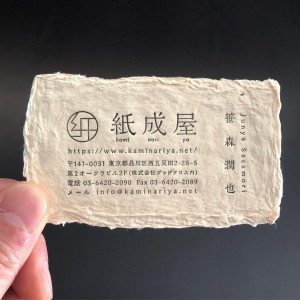 紙成屋
kami nari ya
https://www.kaminariya.net/
〒141-0031 東京都品川区西五反田2-28-5
第2オークラビル2F(株式会社グッドクロス内)
電話 03-6420-2090 Fax 03-6420-2089
メール info@kaminariya.net
笹森潤也
Junya Sasamori